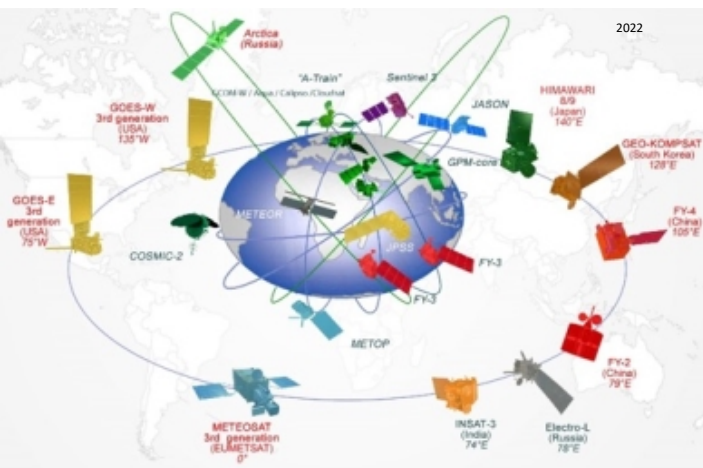 2022
Arctica
(Russia)
"A-Train"
GCOM-W / Aqua / Calipso /Cloudsat
Sentinel 3
JASON
HIMAWARI
8/9
(Japan)
140°E
GOES-W
3rd generation
(USA)
135°W
GEO-KOMPSAT
(South Korea)
128°E
GPM-core
GOES-E
3rd
generation
(USA)
75°W
METEOR
FY-4
(China)
105°E
COSMIC-2
JPSS
FY-3
FY-3
METOP
FY-2
(China)
79°E
METEOSAT
3rd generation
(EUMETSAT)
0°
INSAT-3
(India)
74°E
Electro-L
(Russia)
78°E